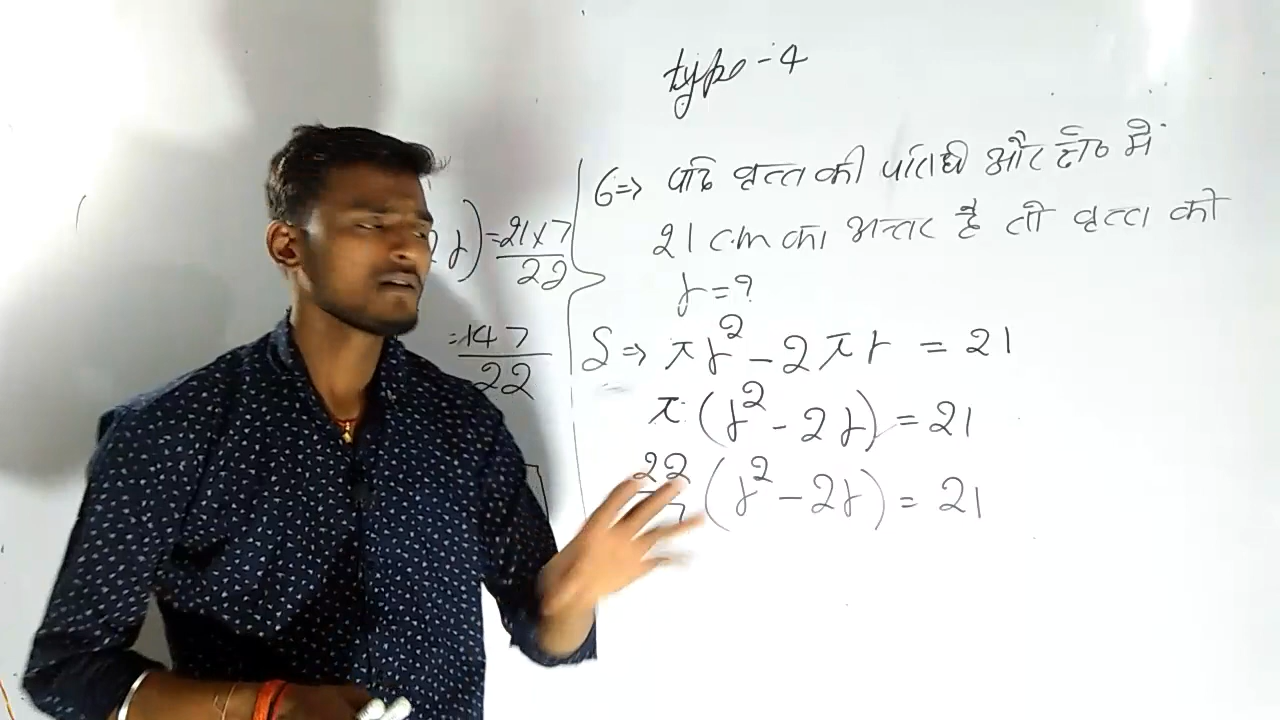 type-4
6⇒ यदि वृत्त की परिधी और क्षे० में
21 c.m का अन्तर है तो वृत्त की
r = ?
S ⇒ πr² - 2πr = 21
π (r² - 2r) = 21
22/7 (r² - 2r) = 21
r) = 21×7/22
= 147/22